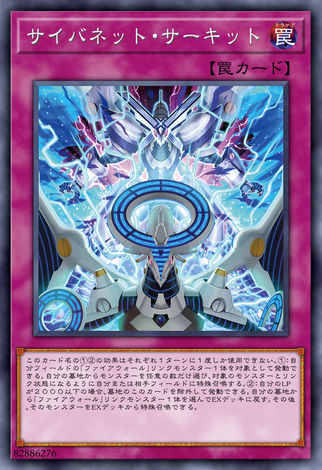 サイバネット・サーキット
トラップ
罠
【罠カード】
このカード名の①②の効果はそれぞれ1ターンに1度しか使用できない。①：自
分フィールドの「ファイアウォール」リンクモンスター1体を対象として発動で
きる。自分の墓地からモンスターを任意の数だけ選び、対象のモンスターとリン
ク状態になるように自分または相手フィールドに特殊召喚する。②：自分のLP
が2000以下の場合、墓地のこのカードを除外して発動できる。自分の墓地か
ら「ファイアウォール」リンクモンスター1体を選んでEXデッキに戻す。その後、
そのモンスターをEXデッキから特殊召喚できる。
82886276